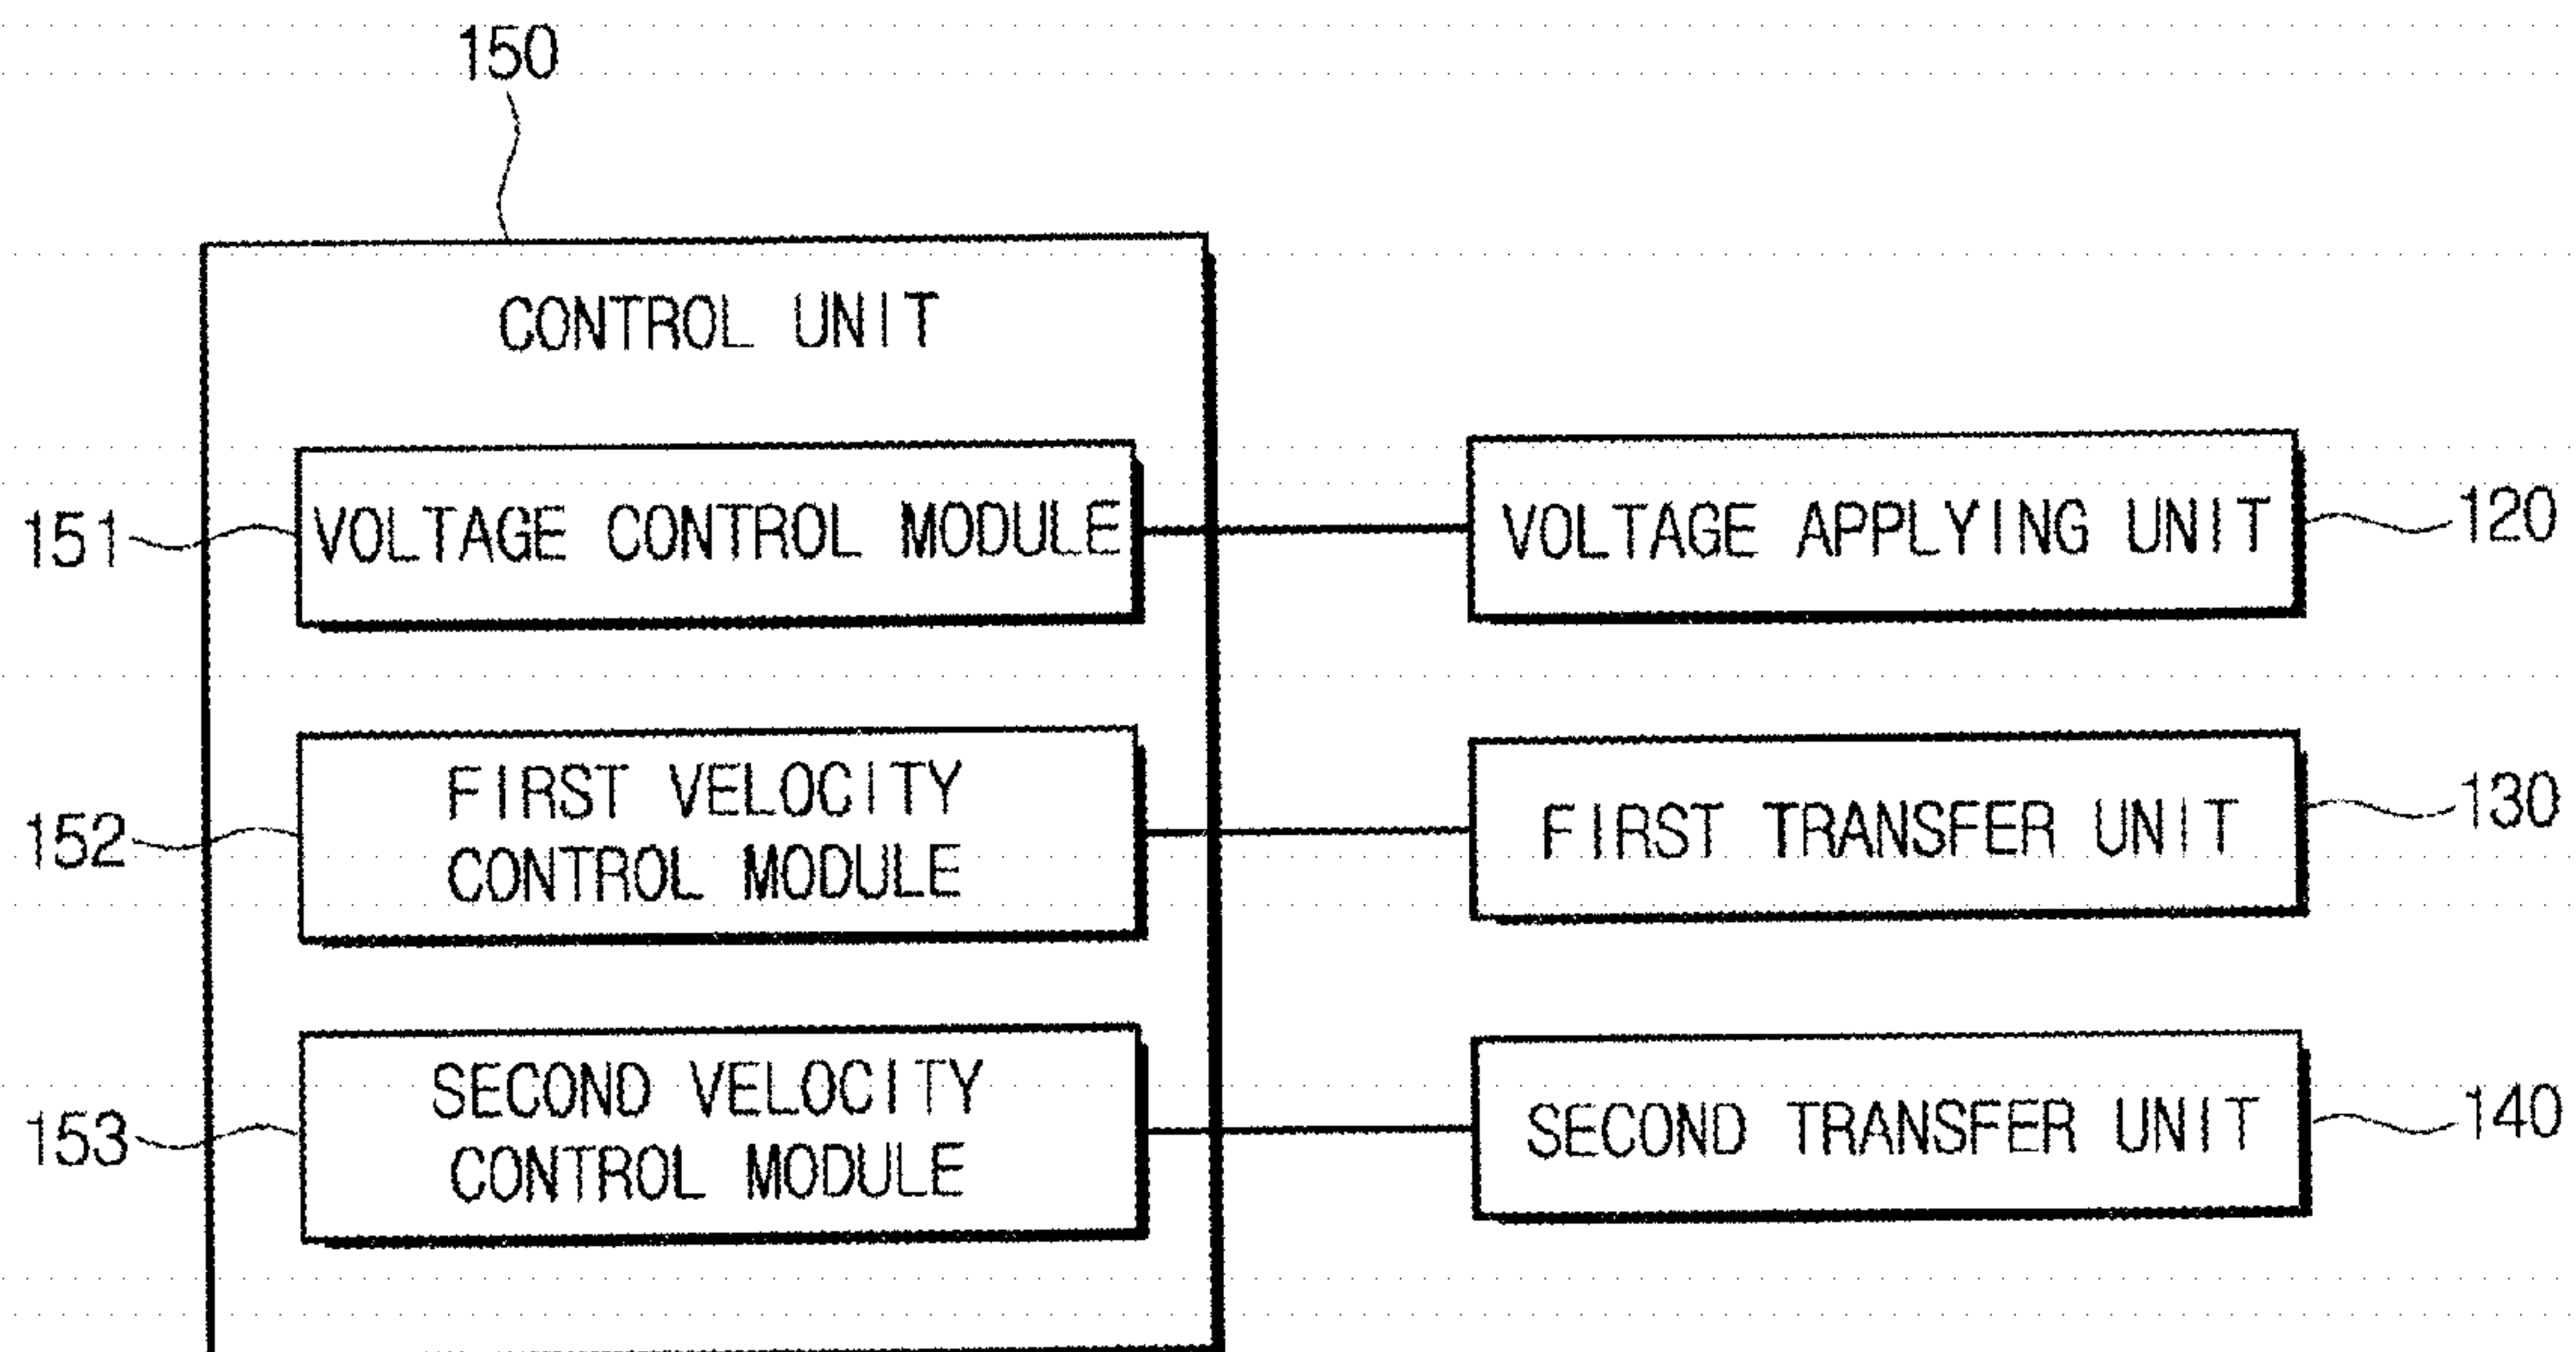 150
CONTROL UNIT
151
VOLTAGE CONTROL MODULE
VOLTAGE APPLYING UNIT
120
152
FIRST VELOCITY
CONTROL MODULE
FIRST TRANSFER UNIT
130
153
SECOND VELOCITY
CONTROL MODULE
SECOND TRANSFER UNIT
140